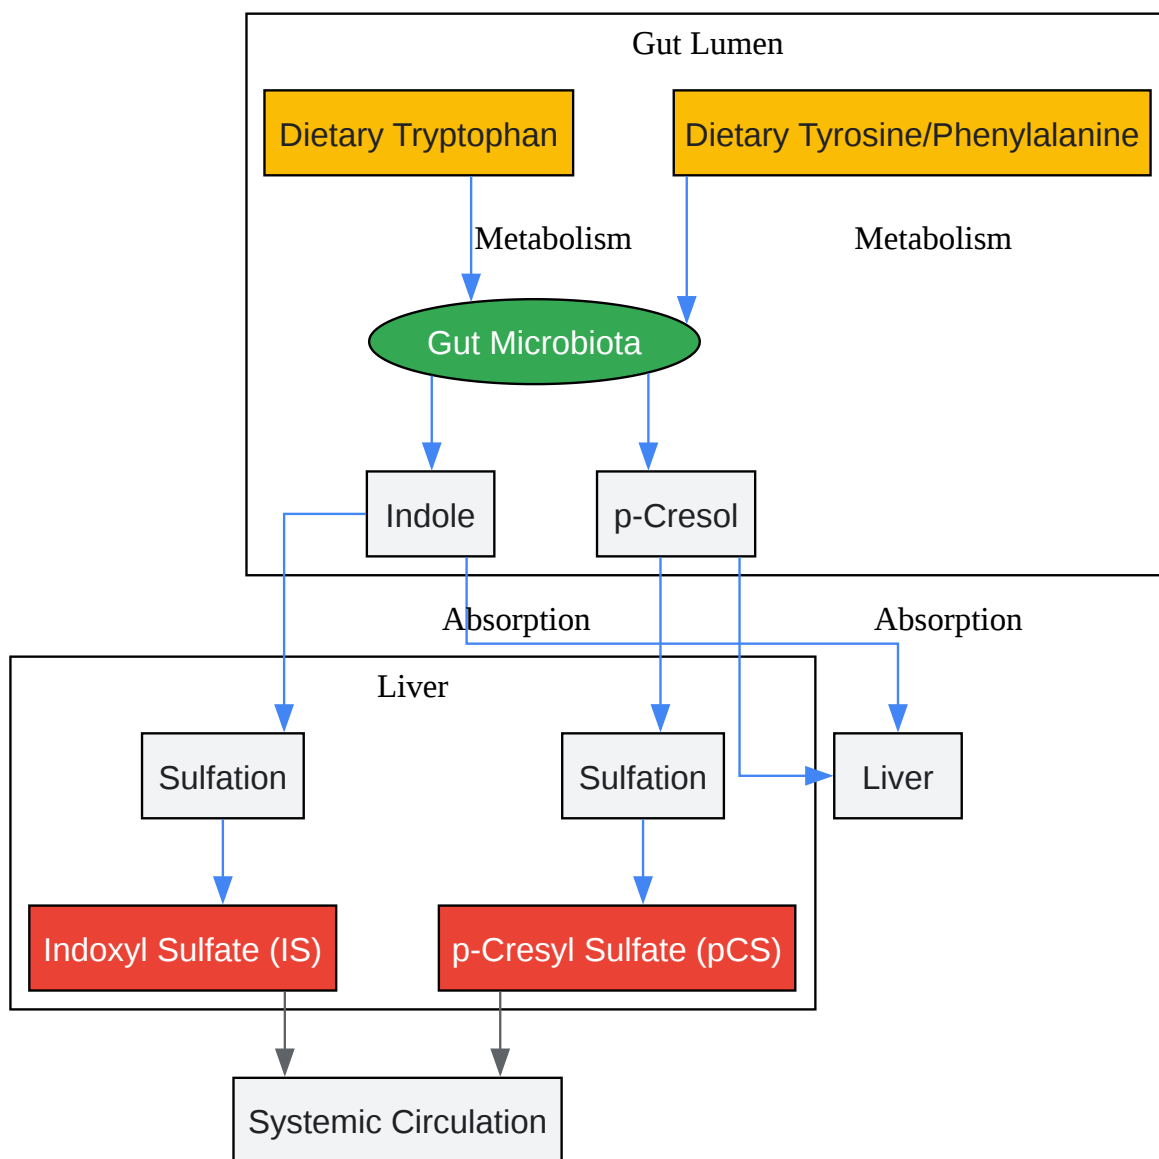 Gut Lumen
Dietary Tryptophan
Dietary Tyrosine/Phenylalanine
Metabolism
Metabolism
Gut Microbiota
Indole
p-Cresol
Absorption
Absorption
Liver
Sulfation
Sulfation
Liver
Indoxyl Sulfate (IS)
p-Cresyl Sulfate (pCS)
Systemic Circulation